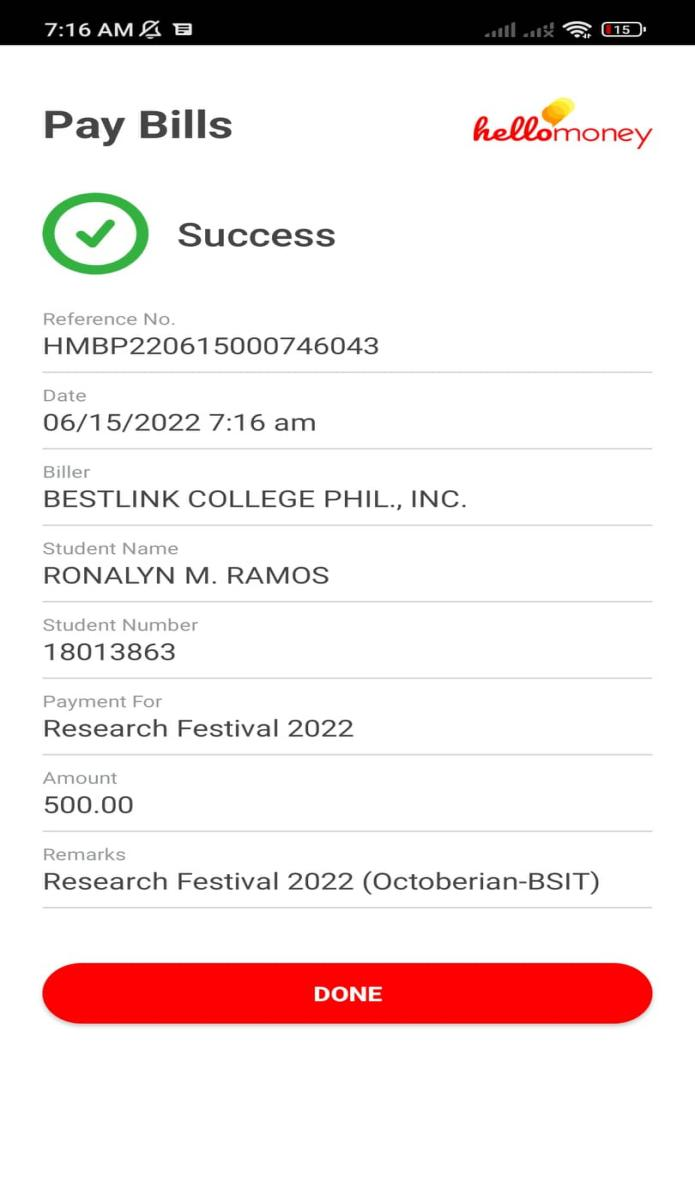 7:16 AM
15
Pay Bills
hellomoney
Success
Reference No.
HMBP220615000746043
Date
06/15/2022 7:16 am
Biller
BESTLINK COLLEGE PHIL., INC.
Student Name
RONALYN M. RAMOS
Student Number
18013863
Payment For
Research Festival 2022
Amount
500.00
Remarks
Research Festival 2022 (Octoberian-BSIT)
DONE